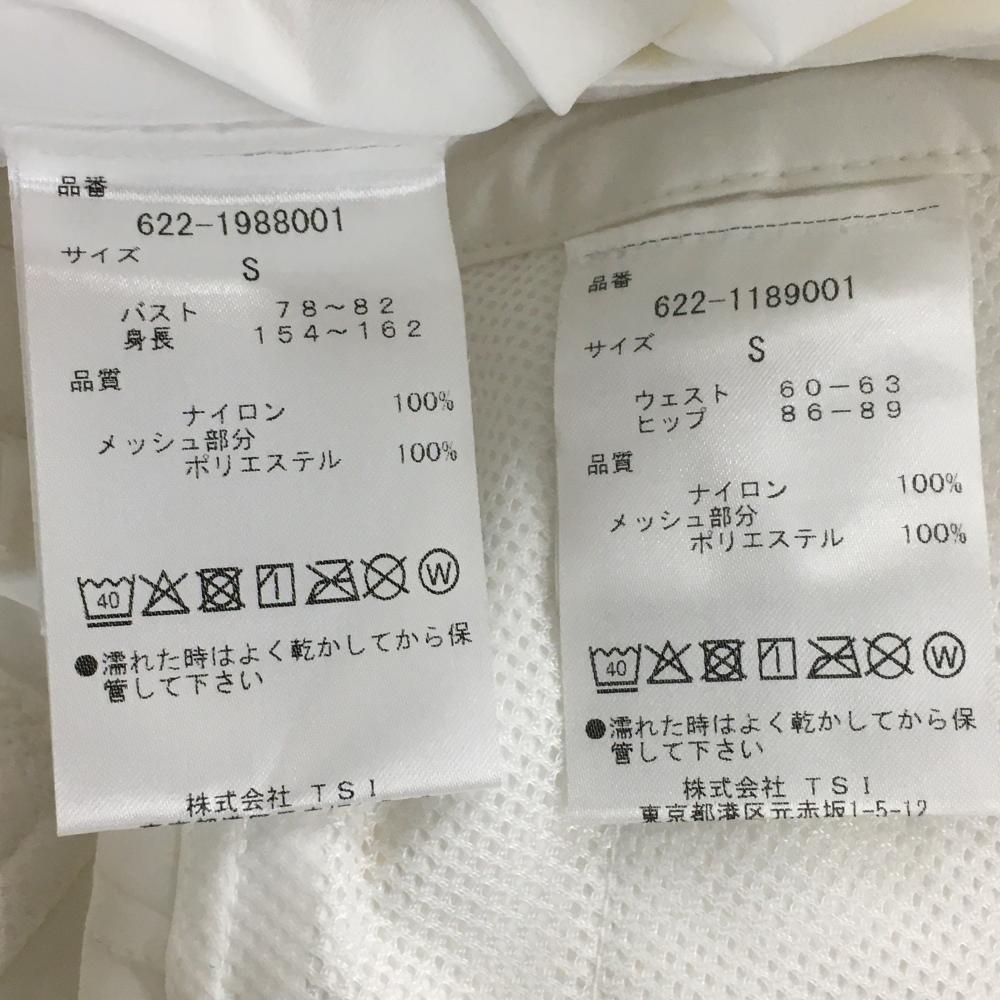 品番
622-1988001
サイズ
S
バスト 78～82
身長 154～162
品質
ナイロン 100%
メッシュ部分
ポリエステル 100%
40
W
●濡れた時はよく乾かしてから保
管して下さい
株式会社 TSI
品番
622-1189001
サイズ
S
ウェスト 60－63
ヒップ 86－89
品質
ナイロン 100%
メッシュ部分
ポリエステル 100%
40
W
●濡れた時はよく乾かしてから保
管して下さい
株式会社 TSI
東京都港区元赤坂1-5-12